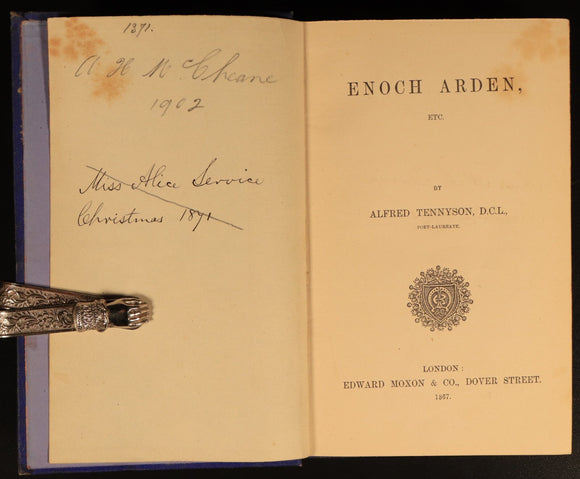 1371.
A H McCheane
1902
Miss Alice Service
Christmas 1871
ENOCH ARDEN,
ETC.
BY
ALFRED TENNYSON, D.C.L.,
POET-LAUREATE.
LONDON:
EDWARD MOXON & CO., DOVER STREET.
1867.